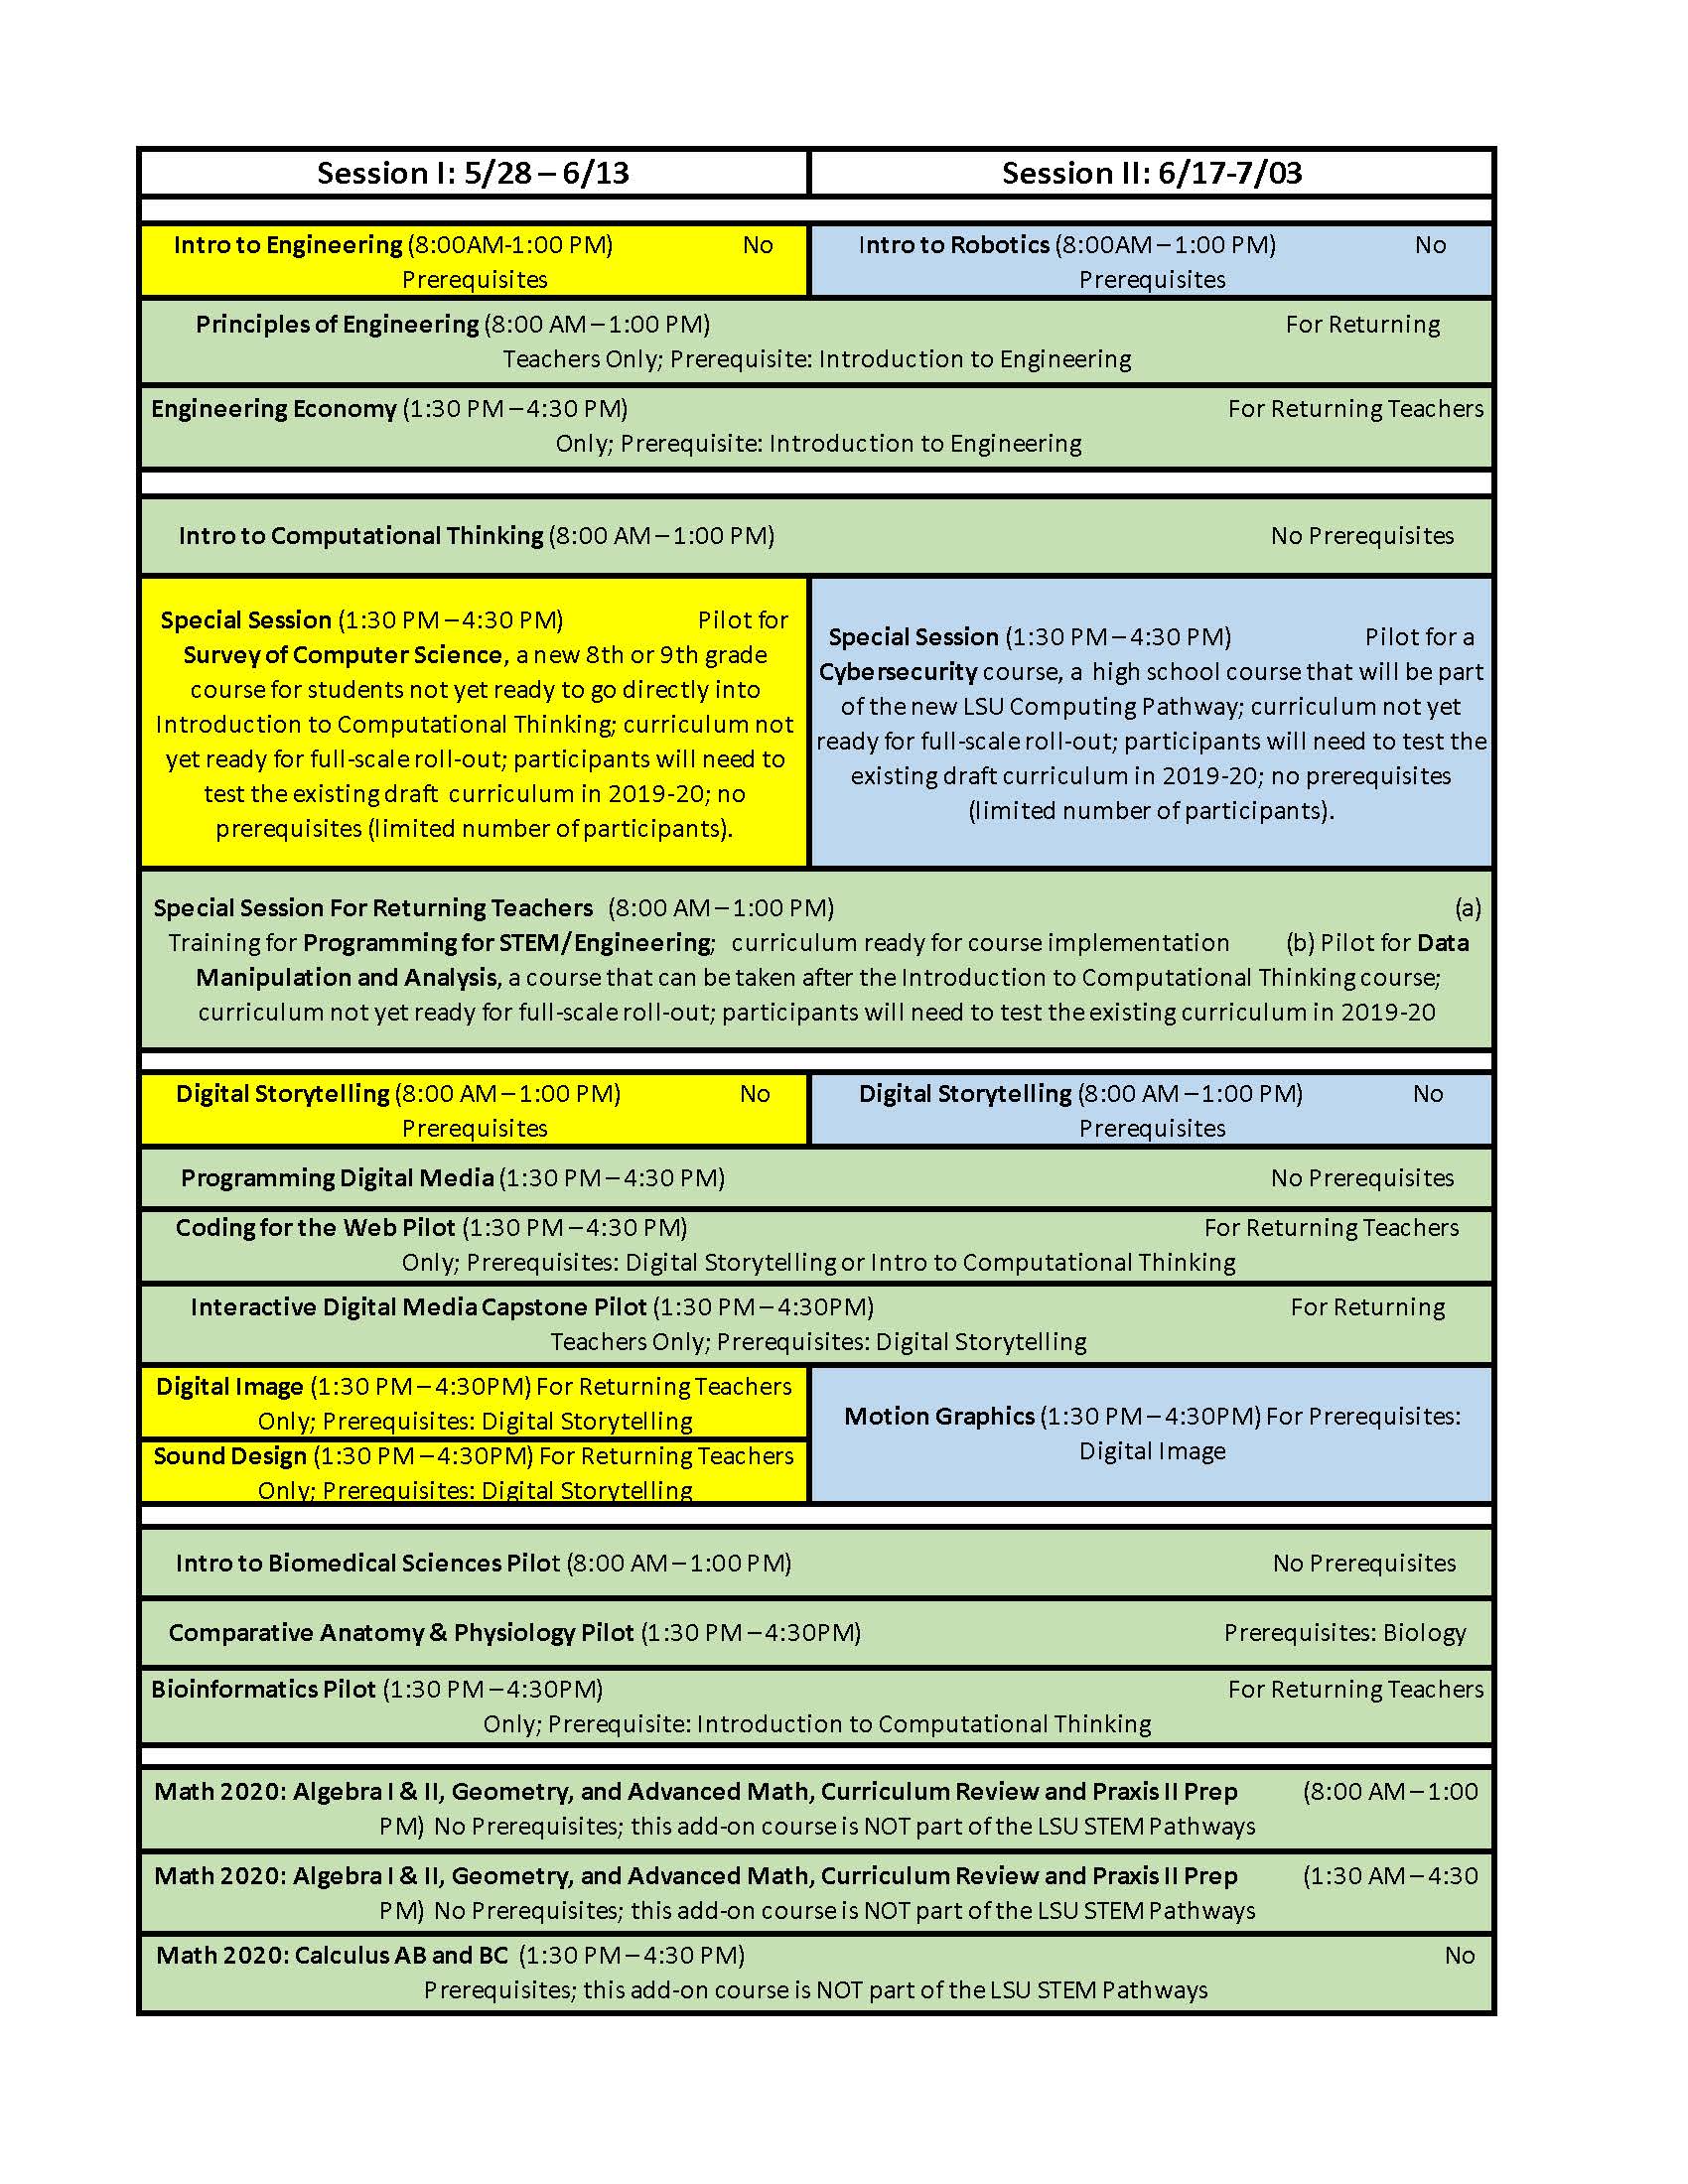 Session I: 5/28 – 6/13
Session II: 6/17-7/03
Intro to Engineering (8:00AM-1:00 PM) No
Prerequisites
Intro to Robotics (8:00AM – 1:00 PM) No
Prerequisites
Principles of Engineering (8:00 AM – 1:00 PM) For Returning
Teachers Only; Prerequisite: Introduction to Engineering
Engineering Economy (1:30 PM – 4:30 PM) For Returning Teachers
Only; Prerequisite: Introduction to Engineering
Intro to Computational Thinking (8:00 AM – 1:00 PM) No Prerequisites
Special Session (1:30 PM – 4:30 PM) Pilot for
Survey of Computer Science, a new 8th or 9th grade
course for students not yet ready to go directly into
Introduction to Computational Thinking; curriculum not
yet ready for full-scale roll-out; participants will need to
test the existing draft curriculum in 2019-20; no
prerequisites (limited number of participants).
Special Session (1:30 PM – 4:30 PM) Pilot for a
Cybersecurity course, a high school course that will be part
of the new LSU Computing Pathway; curriculum not yet
ready for full-scale roll-out; participants will need to test the
existing draft curriculum in 2019-20; no prerequisites
(limited number of participants).
Special Session For Returning Teachers (8:00 AM – 1:00 PM) (a)
Training for Programming for STEM/Engineering; curriculum ready for course implementation (b) Pilot for Data
Manipulation and Analysis, a course that can be taken after the Introduction to Computational Thinking course;
curriculum not yet ready for full-scale roll-out; participants will need to test the existing curriculum in 2019-20
Digital Storytelling (8:00 AM – 1:00 PM) No
Prerequisites
Digital Storytelling (8:00 AM – 1:00 PM) No
Prerequisites
Programming Digital Media (1:30 PM – 4:30 PM) No Prerequisites
Coding for the Web Pilot (1:30 PM – 4:30 PM) For Returning Teachers
Only; Prerequisites: Digital Storytelling or Intro to Computational Thinking
Interactive Digital Media Capstone Pilot (1:30 PM – 4:30PM) For Returning
Teachers Only; Prerequisites: Digital Storytelling
Digital Image (1:30 PM – 4:30PM) For Returning Teachers
Only; Prerequisites: Digital Storytelling
Sound Design (1:30 PM – 4:30PM) For Returning Teachers
Only; Prerequisites: Digital Storytelling
Motion Graphics (1:30 PM – 4:30PM) For Prerequisites:
Digital Image
Intro to Biomedical Sciences Pilot (8:00 AM – 1:00 PM) No Prerequisites
Comparative Anatomy & Physiology Pilot (1:30 PM – 4:30PM) Prerequisites: Biology
Bioinformatics Pilot (1:30 PM – 4:30PM) For Returning Teachers
Only; Prerequisite: Introduction to Computational Thinking
Math 2020: Algebra I & II, Geometry, and Advanced Math, Curriculum Review and Praxis II Prep (8:00 AM – 1:00
PM) No Prerequisites; this add-on course is NOT part of the LSU STEM Pathways
Math 2020: Algebra I & II, Geometry, and Advanced Math, Curriculum Review and Praxis II Prep (1:30 AM – 4:30
PM) No Prerequisites; this add-on course is NOT part of the LSU STEM Pathways
Math 2020: Calculus AB and BC (1:30 PM – 4:30 PM) No
Prerequisites; this add-on course is NOT part of the LSU STEM Pathways